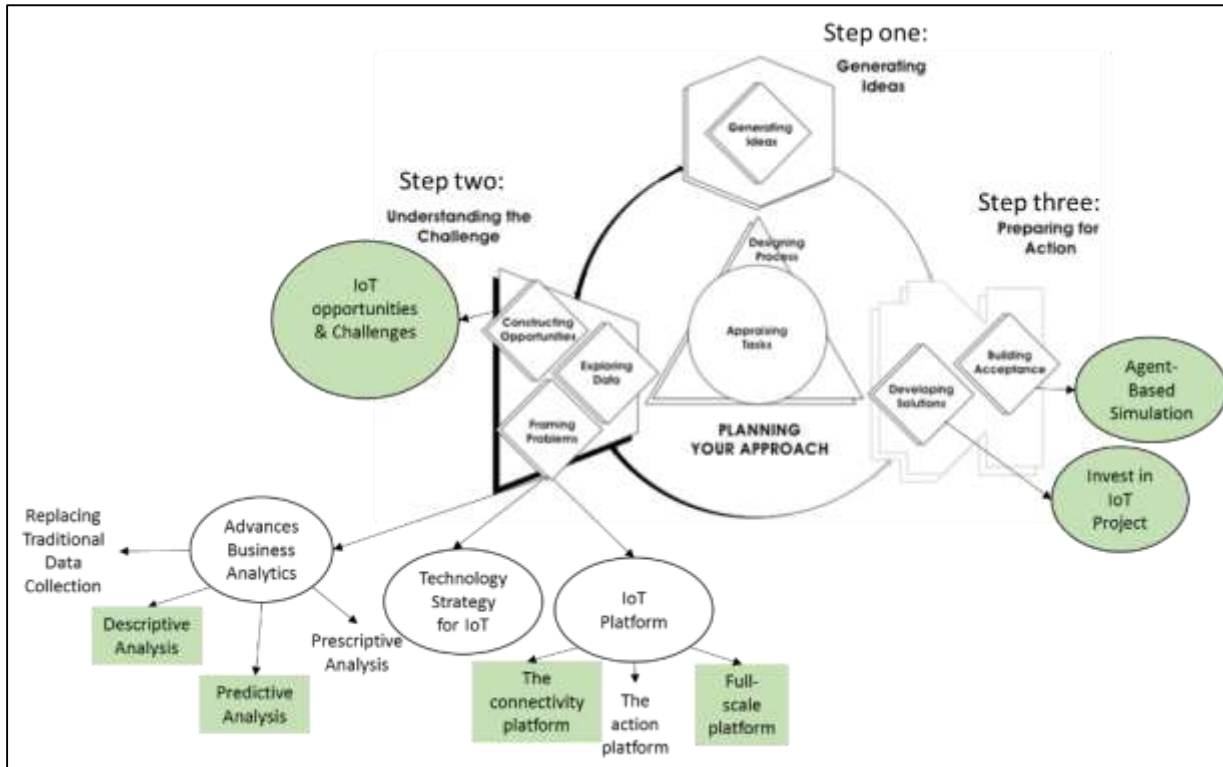 Step one:
Generating
Ideas
Generating
Ideas
Step two:
Understanding the
Challenge
Step three:
Preparing for
Action
IoT
opportunities
& Challenges
Constructing
Opportunities
Exploring
Data
Framing
Problems
Designing
Process
Appraising
Tasks
PLANNING
YOUR APPROACH
Building
Acceptance
Developing
Solutions
Agent-
Based
Simulation
Invest in
IoT
Project
Replacing
Traditional
Data
Collection
Advances
Business
Analytics
Descriptive
Analysis
Predictive
Analysis
Prescriptive
Analysis
Technology
Strategy
for IoT
IoT
Platform
The
connectivity
platform
The
action
platform
Full-
scale
platform